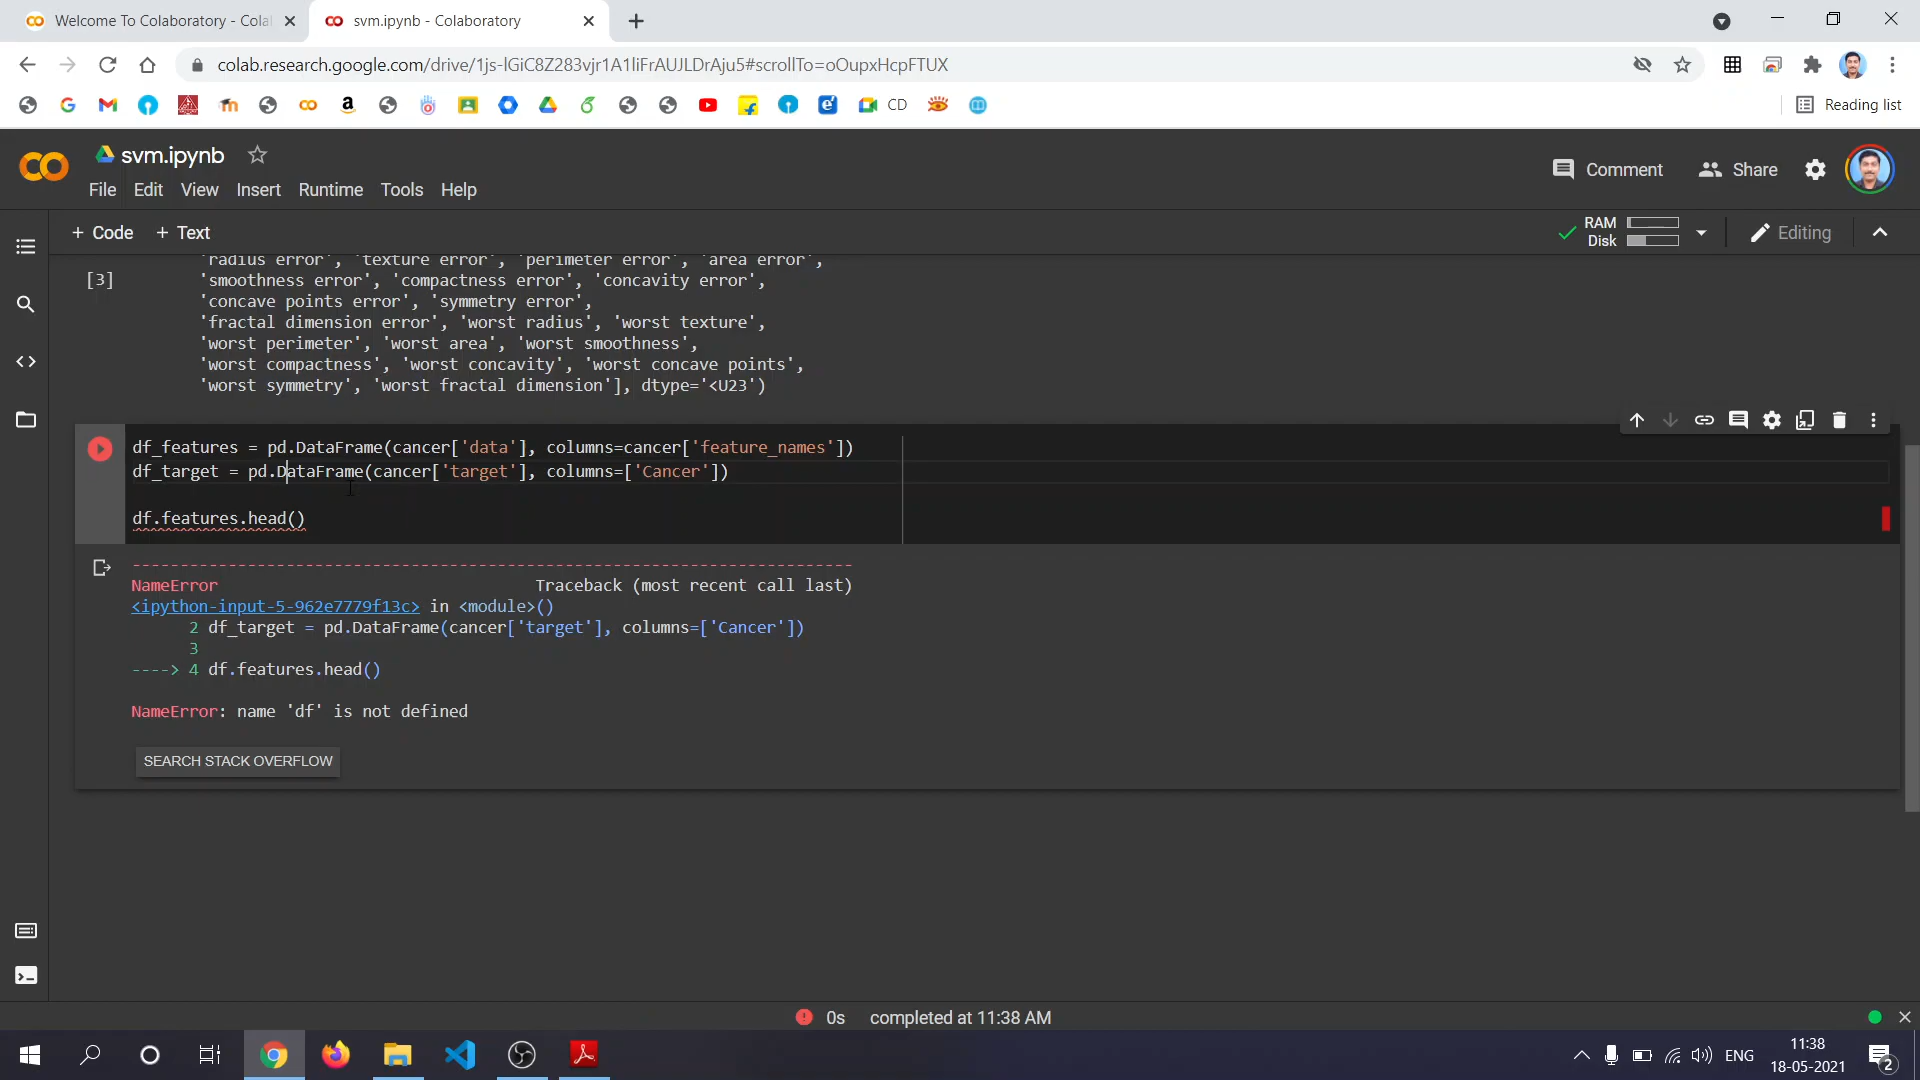 Welcome To Colaboratory - Cola
svm.ipynb - Colaboratory
colab.research.google.com/drive/1js-lGiC8Z283vjr1A1liFrAUJLDrAju5#scrollTo=oOupxHcpFTUX
CD
Reading list
svm.ipynb
Comment
Share
File Edit View Insert Runtime Tools Help
+ Code + Text
RAM
Disk
Editing
'radius error', 'texture error', 'perimeter error', 'area error',
[3] 'smoothness error', 'compactness error', 'concavity error',
'concave points error', 'symmetry error',
'fractal dimension error', 'worst radius', 'worst texture',
'worst perimeter', 'worst area', 'worst smoothness',
'worst compactness', 'worst concavity', 'worst concave points',
'worst symmetry', 'worst fractal dimension'], dtype='<U23')
df_features = pd.DataFrame(cancer['data'], columns=cancer['feature_names'])
df_target = pd.DataFrame(cancer['target'], columns=['Cancer'])
df.features.head()
---------------------------------------------------------------------------
NameError Traceback (most recent call last)
<ipython-input-5-962e7779f13c> in <module>()
2 df_target = pd.DataFrame(cancer['target'], columns=['Cancer'])
3
----> 4 df.features.head()
NameError: name 'df' is not defined
SEARCH STACK OVERFLOW
0s completed at 11:38 AM
ENG
11:38
18-05-2021
2